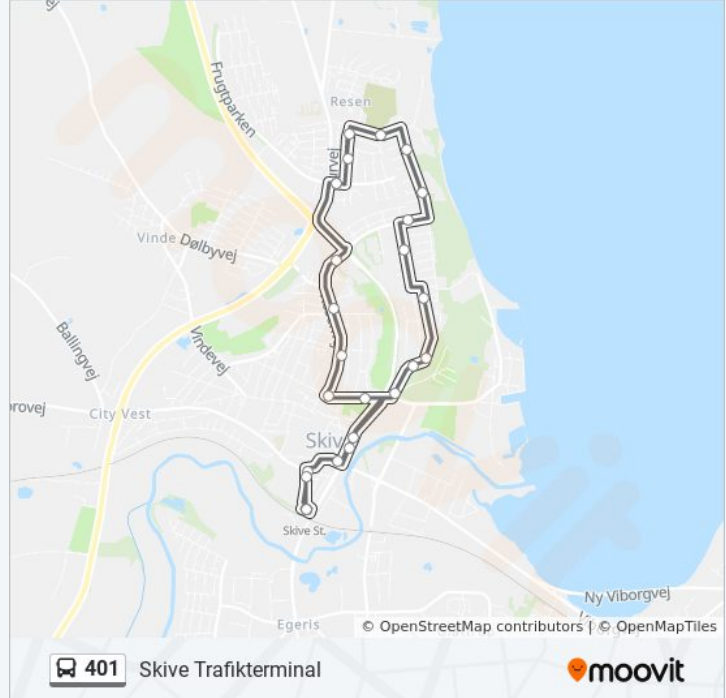 Resen
Frugtparken
Vinde
Dølbyvej
Vindevej
Ballingvej
City Vest
Skive St.
Egeris
Ny Viborgvej
© OpenStreetMap contributors | © OpenMapTiles
401 Skive Trafikterminal
moovit